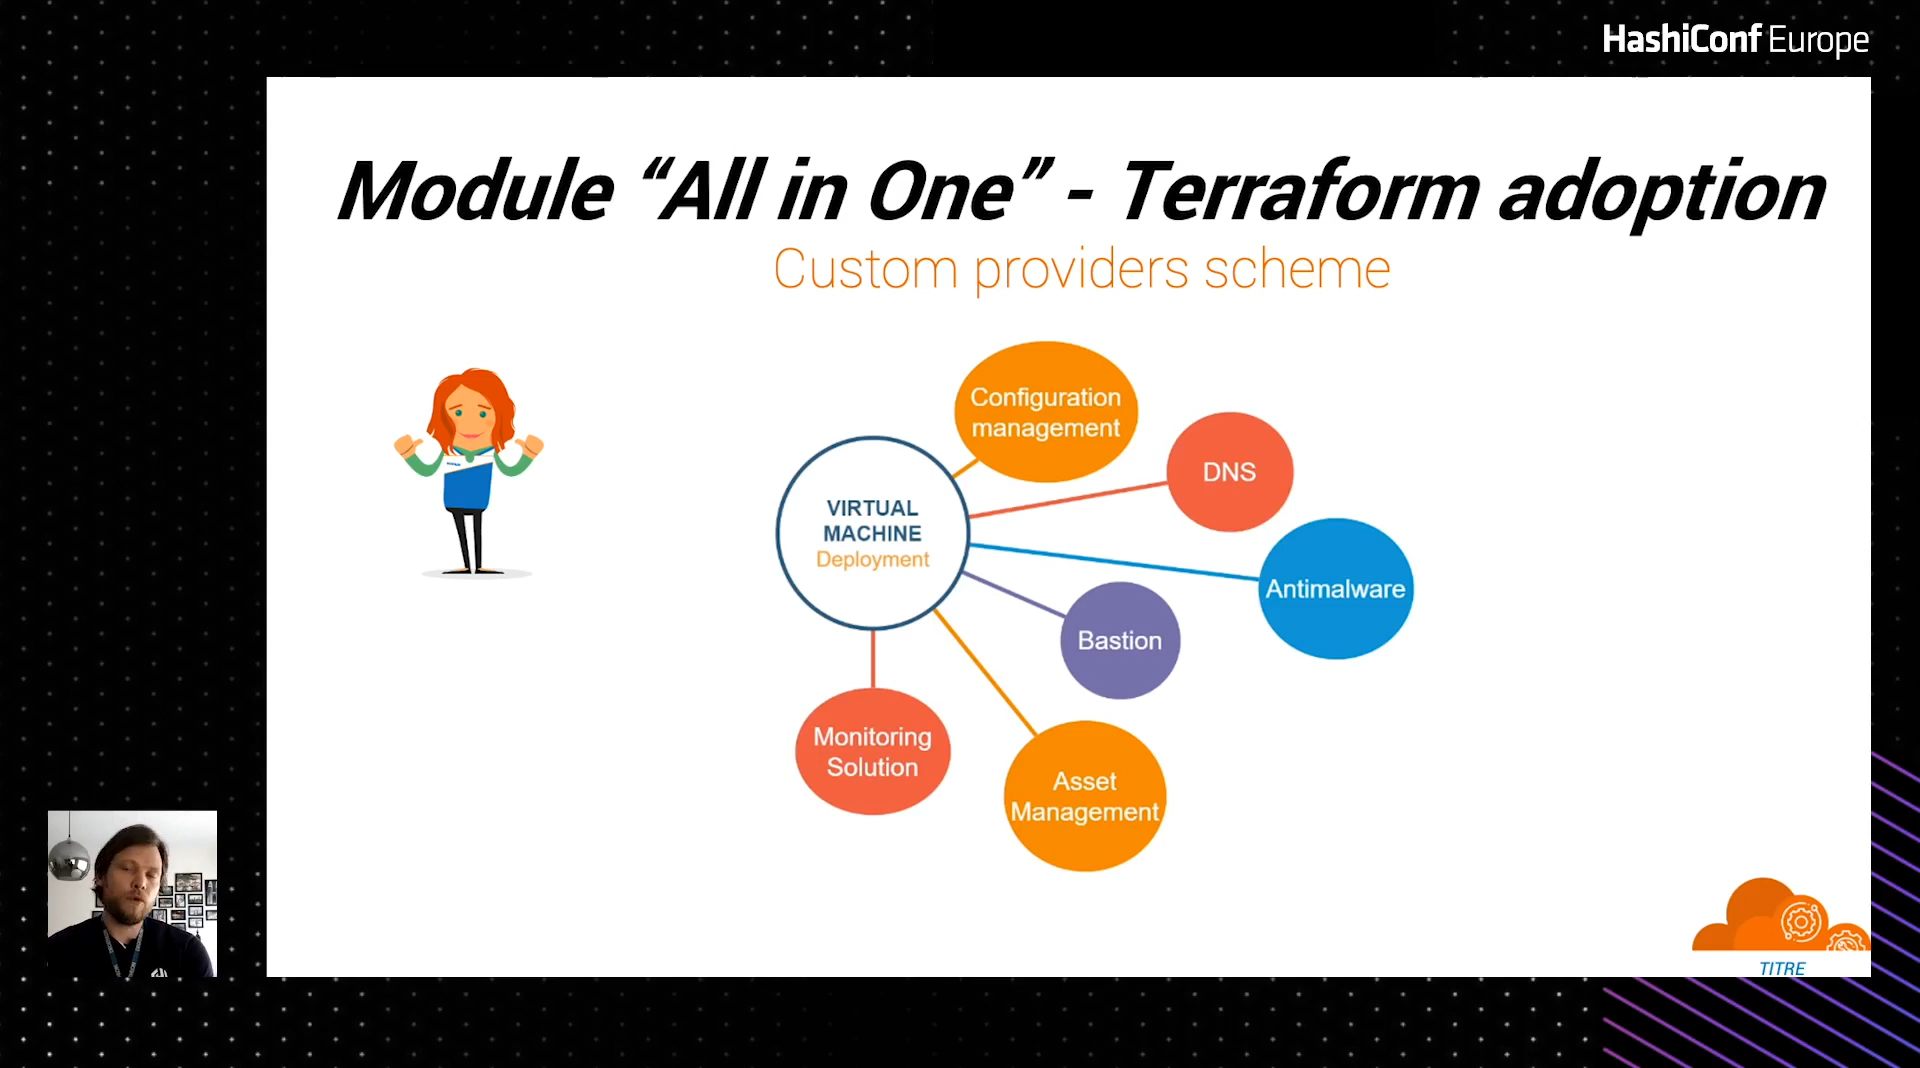 HashiConf Europe
Module “All in One” - Terraform adoption
Custom providers scheme
Configuration
management
DNS
VIRTUAL
MACHINE
Deployment
Antimalware
Bastion
Monitoring
Solution
Asset
Management
TITRE